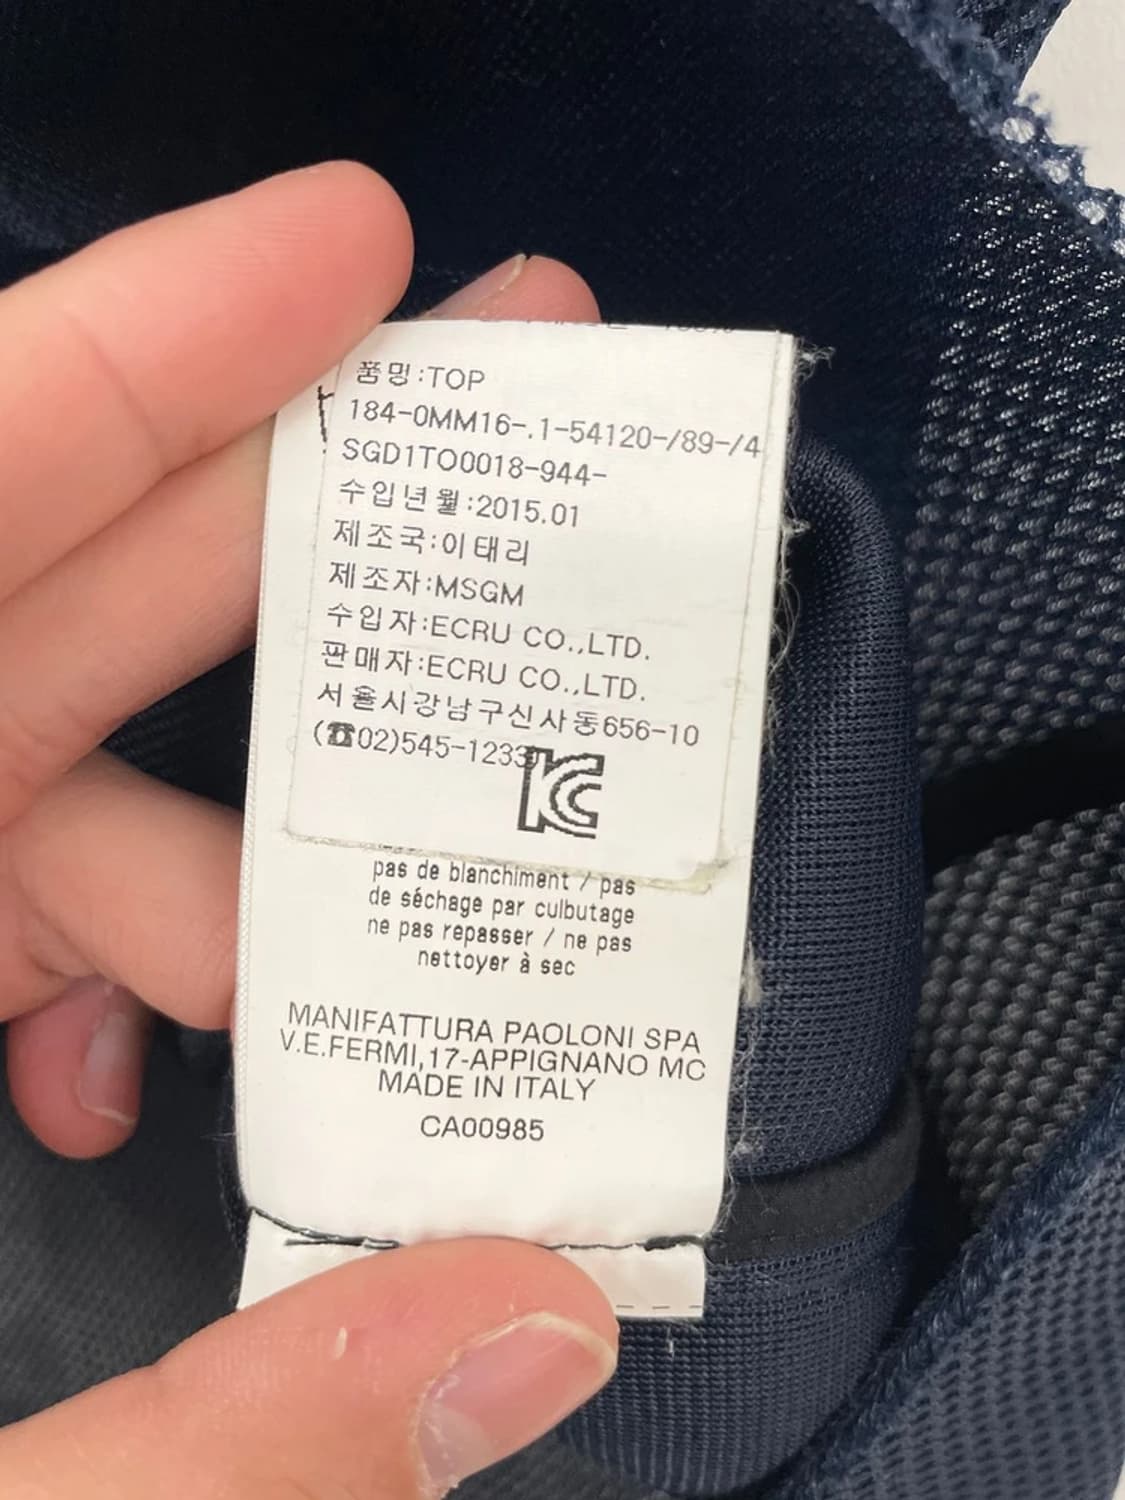 100%
품밍:TOP
184-0MM16-.1-54120-/89-/4
SGD1TO0018-944-
수입년월:2015.01
제조국:이태리
제조자:MSGM
수입자:ECRU CO.,LTD.
판매자:ECRU CO.,LTD.
서울시강남구신사동656-10
(☎02)545-1233)
KC
pas de blanchiment / pas
de séchage par culbutage
ne pas repasser / ne pas
nettoyer à sec
MANIFATTURA PAOLONI SPA
V.E.FERMI,17-APPIGNANO MC
MADE IN ITALY
CA00985